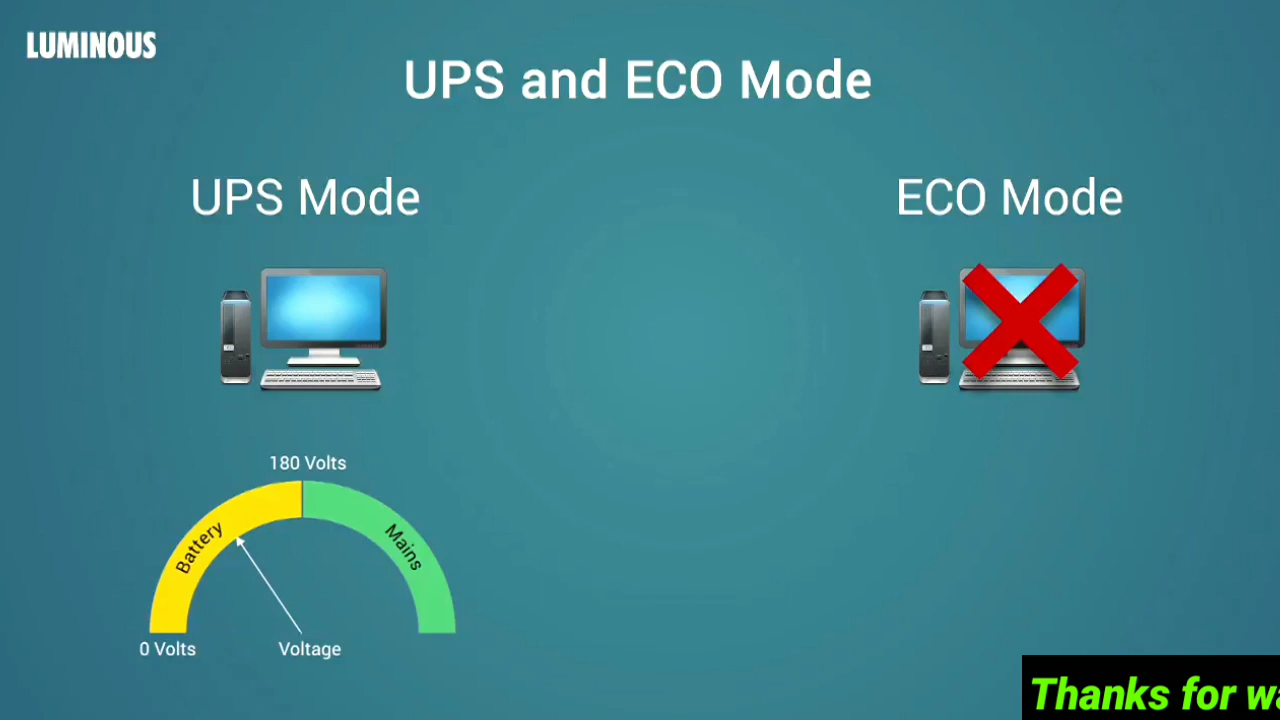 LUMINOUS
UPS and ECO Mode
UPS Mode
ECO Mode
180 Volts
Battery
Mains
0 Volts
Voltage
Thanks for